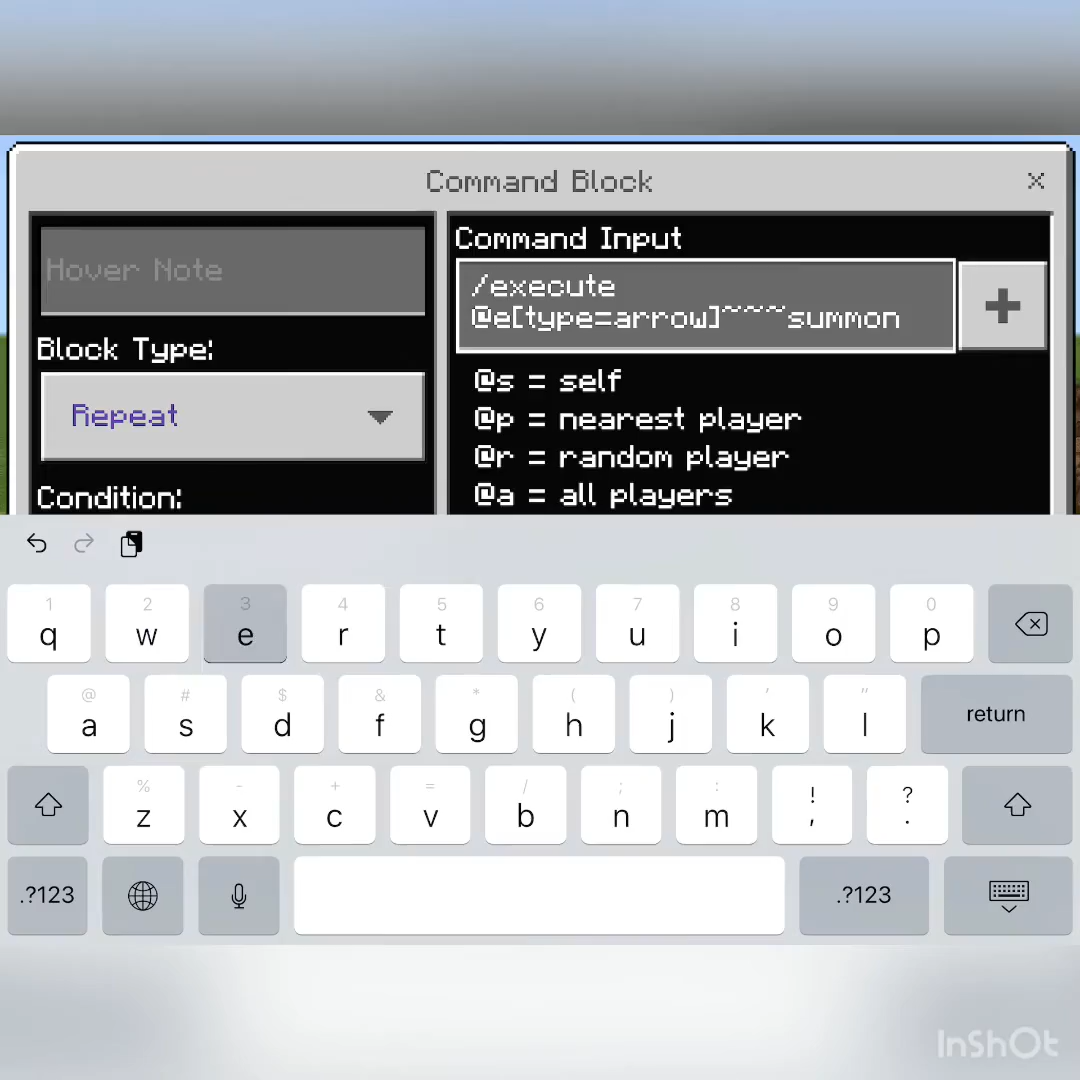 Command Block
Hover Note
Block Type:
Repeat
Condition:
Command Input
/execute
@e[type=arrow]~~~summon
@s = self
@p = nearest player
@r = random player
@a = all players
1 2 3 4 5 6 7 8 9 0
q w e r t y u i o p
@ # $ & * ( ) ' "
a s d f g h j k l return
% - + = / ; : ! ?
z x c v b n m , .
.?123 .?123
InShOt